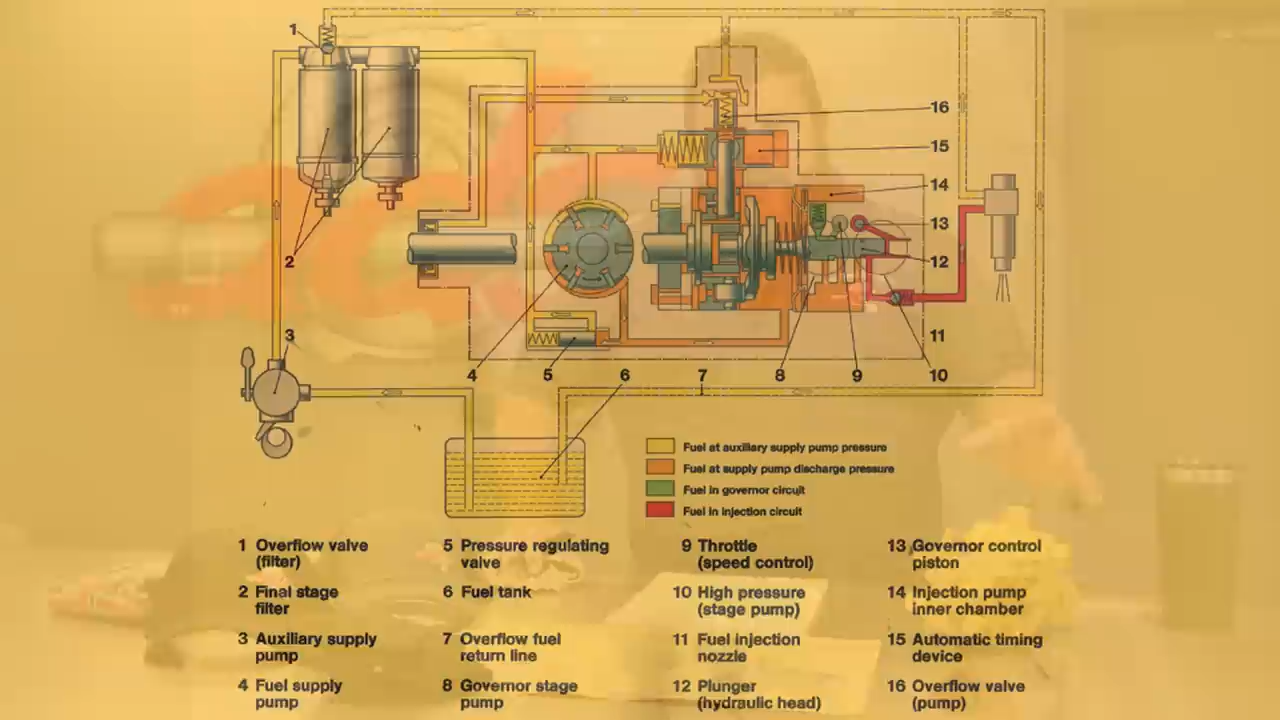 1
16
15
14
13
2
12
3
11
4 5 6 7 8 9 10
Fuel at auxiliary supply pump pressure
Fuel at supply pump discharge pressure
Fuel in governor circuit
Fuel in injection circuit
1 Overflow valve
(filter)
2 Final stage
filter
3 Auxiliary supply
pump
4 Fuel supply
pump
5 Pressure regulating
valve
6 Fuel tank
7 Overflow fuel
return line
8 Governor stage
pump
9 Throttle
(speed control)
10 High pressure
(stage pump)
11 Fuel injection
nozzle
12 Plunger
(hydraulic head)
13 Governor control
piston
14 Injection pump
inner chamber
15 Automatic timing
device
16 Overflow valve
(pump)